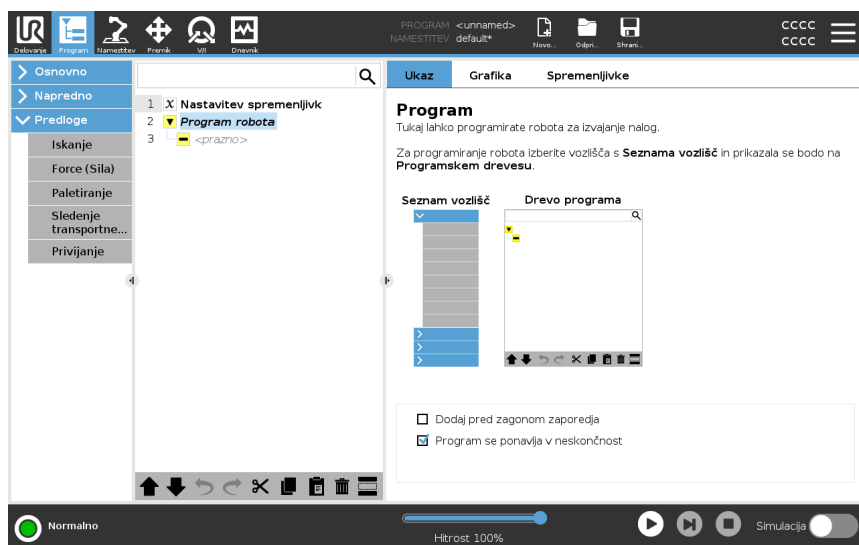 PROGRAM <unnamed>
NAMESTITEV default*
Delovanje Program Namestitev Premik V/I Dnevnik Novo... Odpri... Shrani...
CCCC
CCCC
Osnovno
Napredno
Predloge
Iskanje
Force (Sila)
Paletiranje
Sledenje
transportne...
Privijanje
1 X Nastavitev spremenljivk
2 Program robota
3 <prazno>
Ukaz Grafika Spremenljivke
Program
Tukaj lahko programirate robota za izvajanje nalog.
Za programiranje robota izberite vozlišča s Seznama vozlišč in prikazala se bodo na
Programskem drevesu.
Seznam vozlišč Drevo programa
Dodaj pred zagonom zaporedja
Program se ponavlja v neskončnost
Normalno
Hitrost 100%
Simulacija